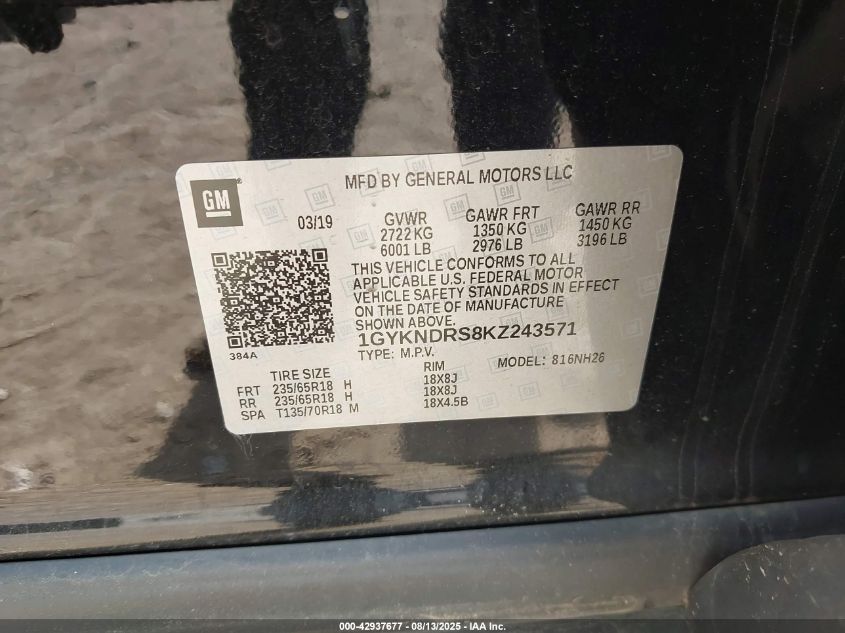 GM
MFD BY GENERAL MOTORS LLC
03/19
GVWR GAWR FRT GAWR RR
2722 KG 1350 KG 1450 KG
6001 LB 2976 LB 3196 LB
THIS VEHICLE CONFORMS TO ALL
APPLICABLE U.S. FEDERAL MOTOR
VEHICLE SAFETY STANDARDS IN EFFECT
ON THE DATE OF MANUFACTURE
SHOWN ABOVE.
1GYKNDRS8KZ243571
384A
TYPE: M.P.V. MODEL: 816NH26
TIRE SIZE RIM
FRT 235/65R18 H 18X8J
RR 235/65R18 H 18X8J
SPA T135/70R18 M 18X4.5B
000-42937677 - 08/13/2025 - IAA Inc.